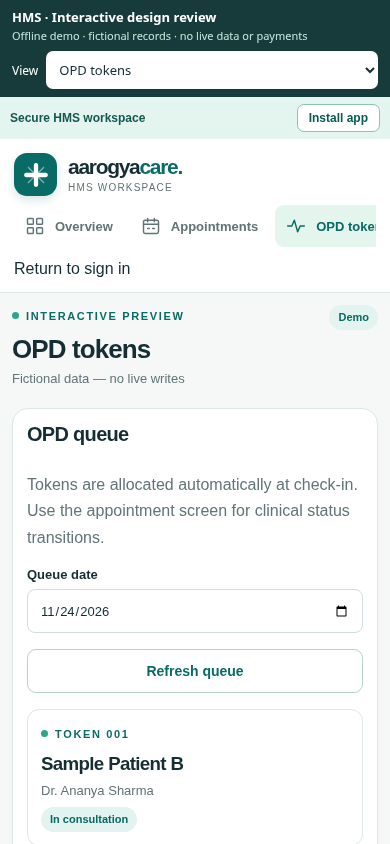 HMS · Interactive design review
Offline demo · fictional records · no live data or payments
View OPD tokens
Secure HMS workspace Install app
aarogyacare.
HMS WORKSPACE
Overview Appointments OPD token
Return to sign in
INTERACTIVE PREVIEW Demo
OPD tokens
Fictional data — no live writes
OPD queue
Tokens are allocated automatically at check-in.
Use the appointment screen for clinical status
transitions.
Queue date
11/24/2026
Refresh queue
TOKEN 001
Sample Patient B
Dr. Ananya Sharma
In consultation